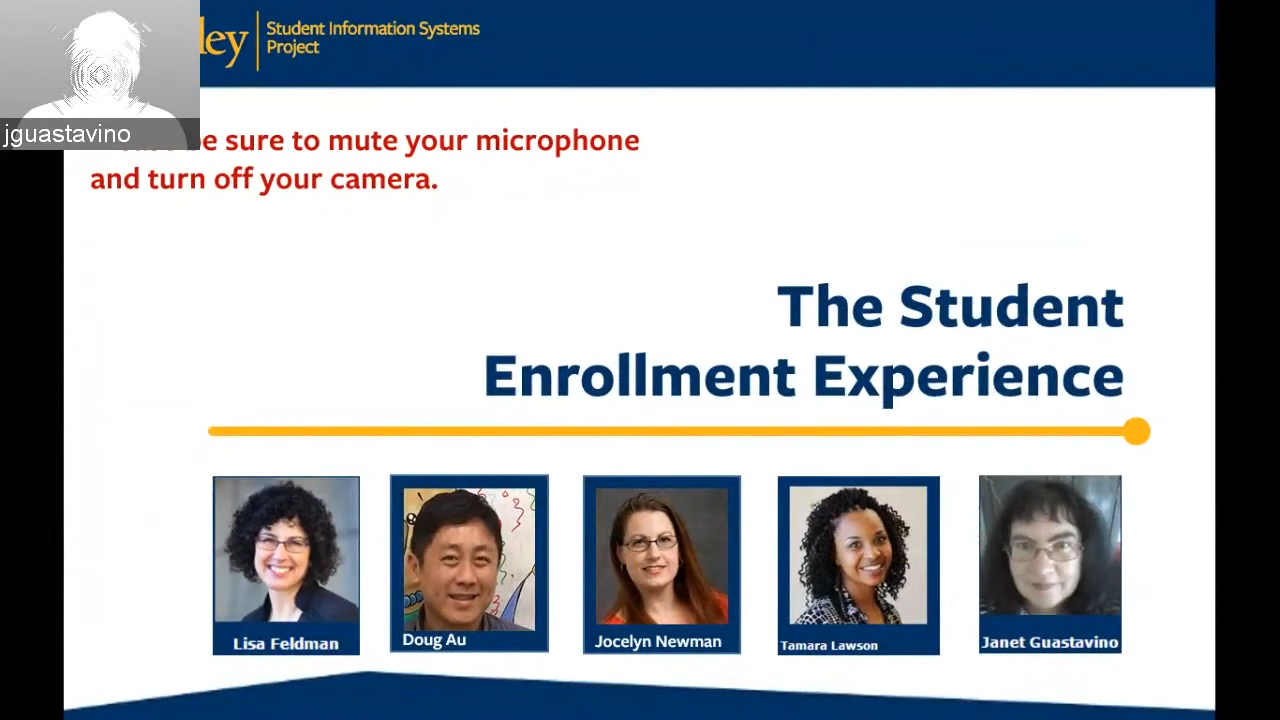 Student Information Systems
Project
jguastavino
be sure to mute your microphone
and turn off your camera.
The Student
Enrollment Experience
Lisa Feldman
Doug Au
Jocelyn Newman
Tamara Lawson
Janet Guastavino